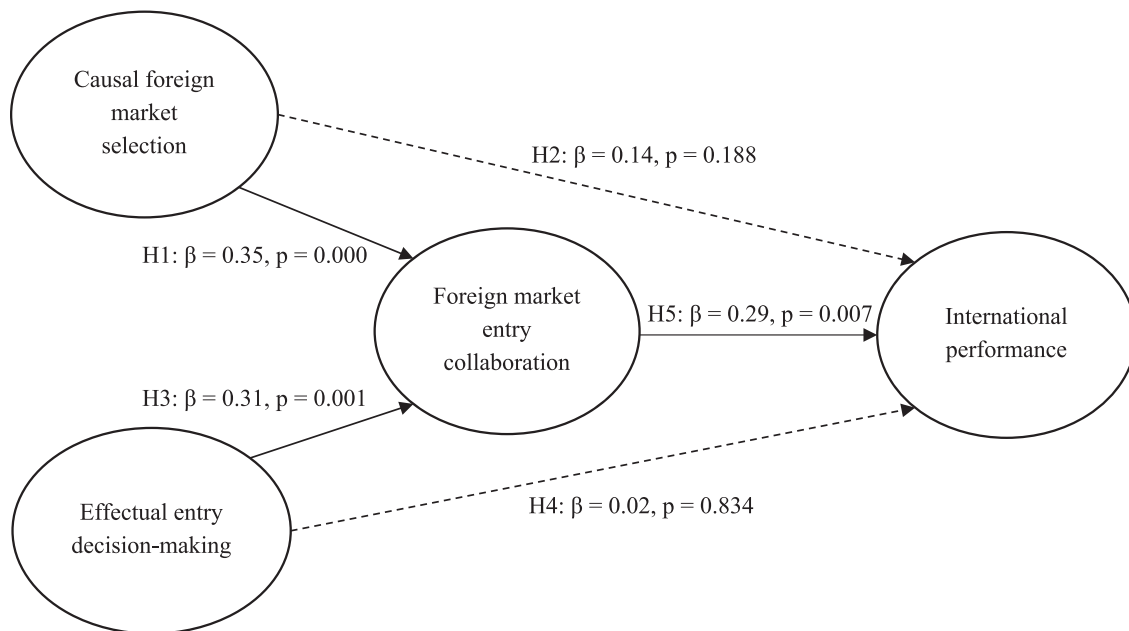 Causal foreign
market
selection
H2: β = 0.14, p = 0.188
H1: β = 0.35, p = 0.000
Foreign market
entry
collaboration
H5: β = 0.29, p = 0.007
International
performance
H3: β = 0.31, p = 0.001
Effectual entry
decision-making
H4: β = 0.02, p = 0.834